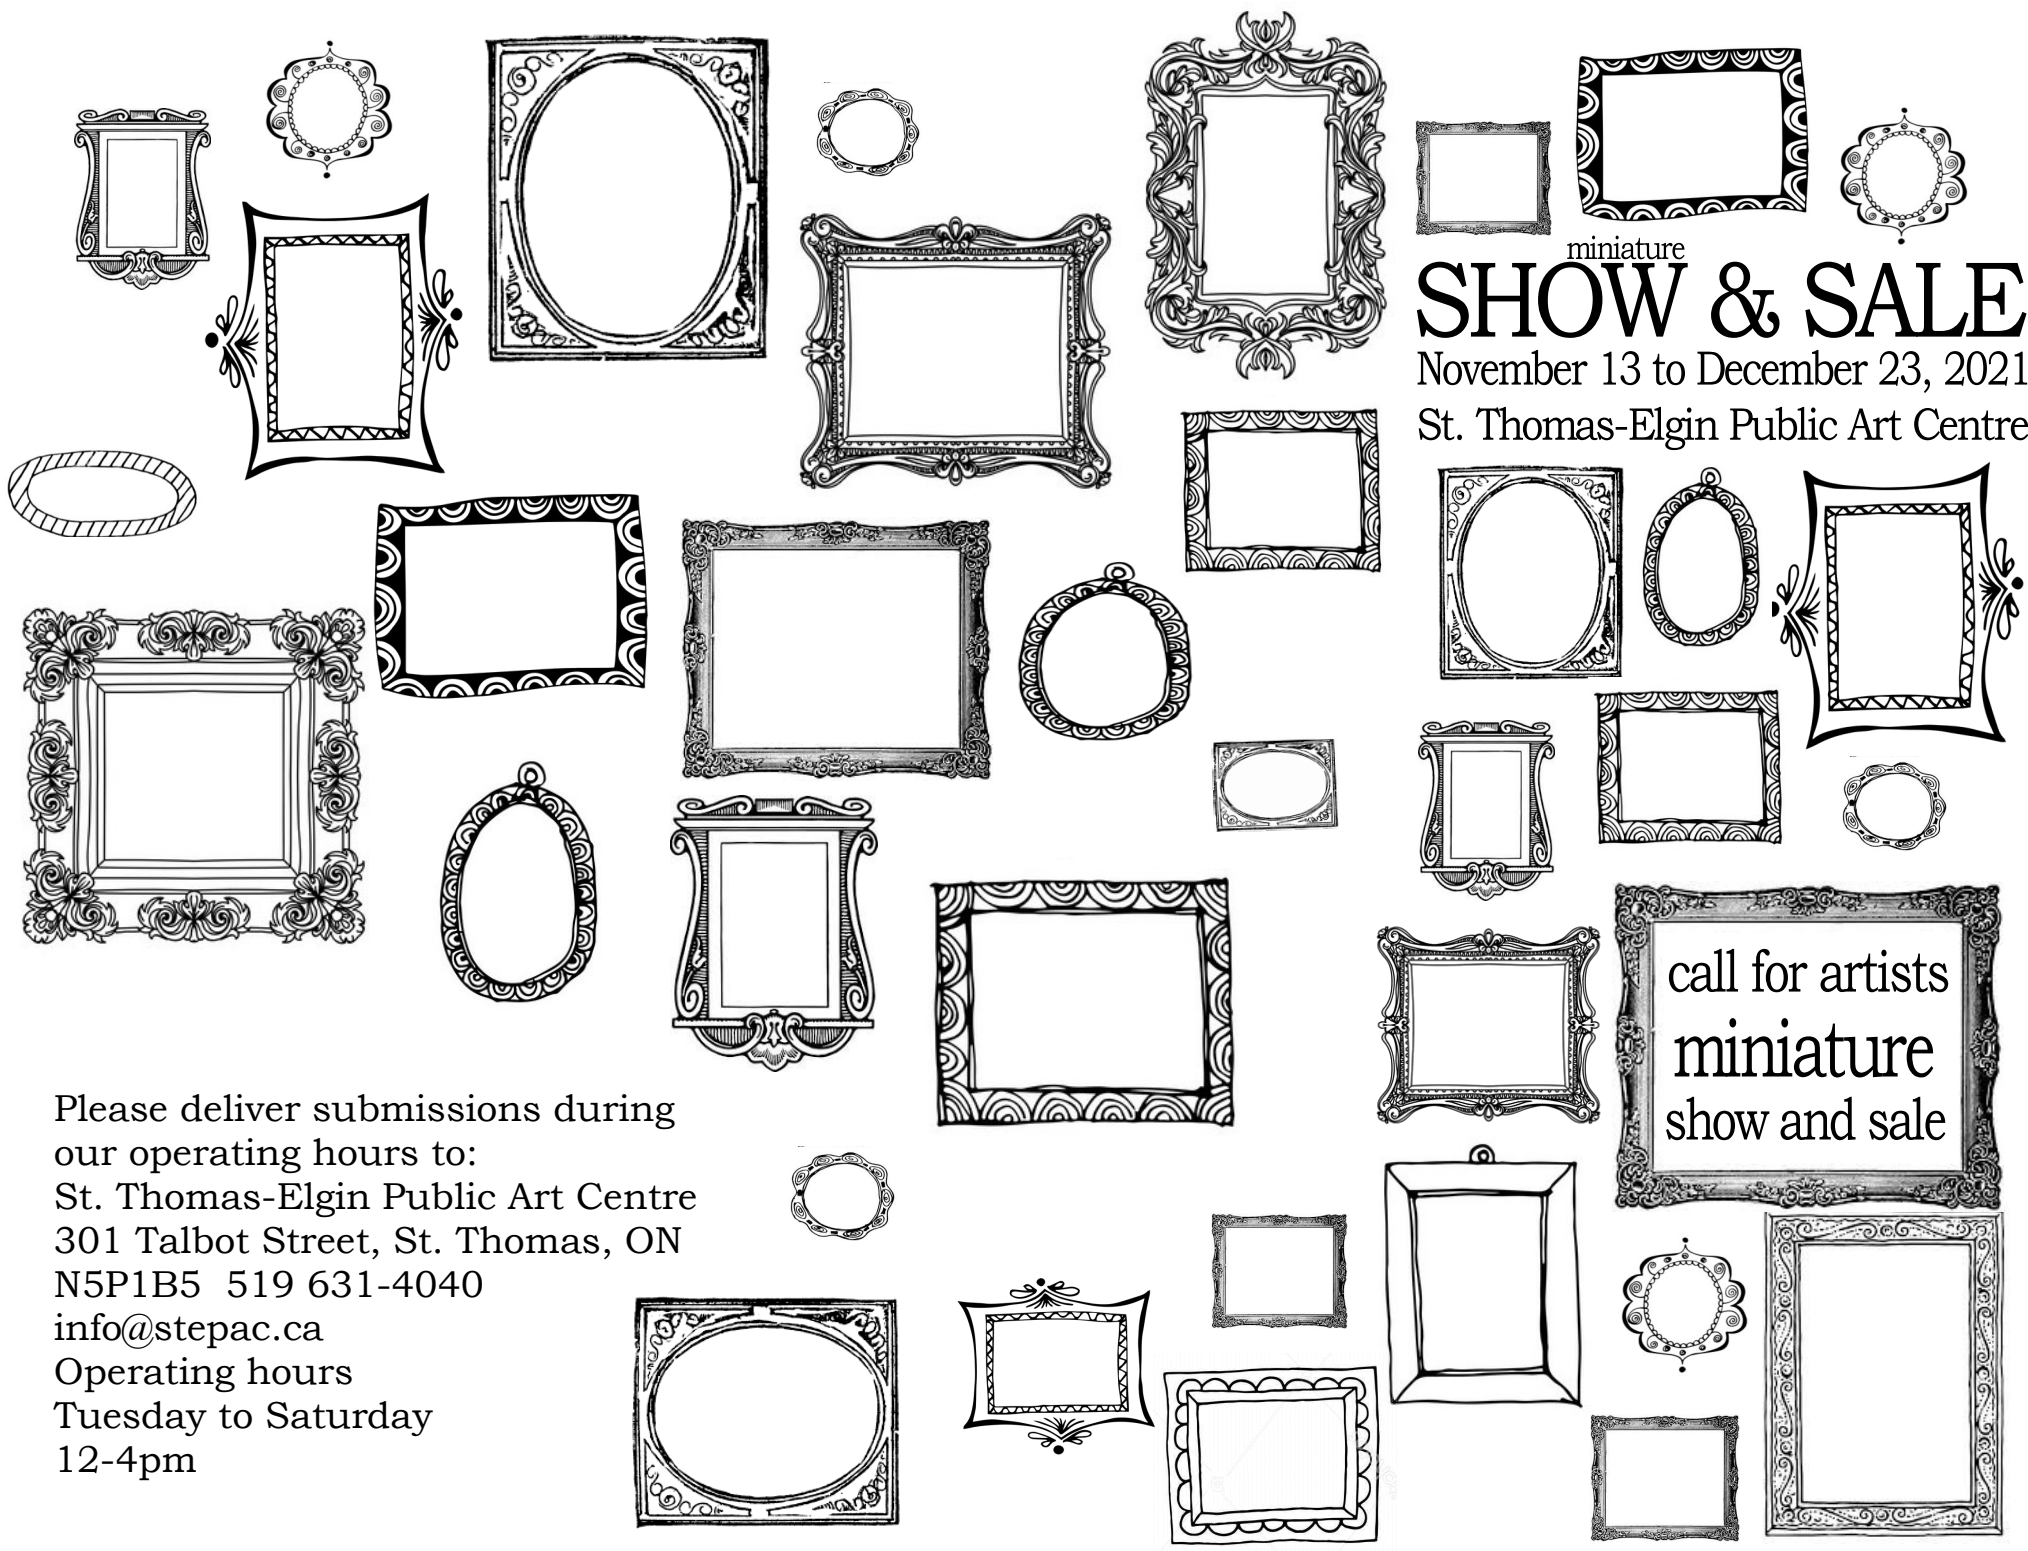 miniature
SHOW & SALE
November 13 to December 23, 2021
St. Thomas-Elgin Public Art Centre
call for artists
miniature
show and sale
Please deliver submissions during
our operating hours to:
St. Thomas-Elgin Public Art Centre
301 Talbot Street, St. Thomas, ON
N5P1B5  519 631-4040
info@stepac.ca
Operating hours
Tuesday to Saturday
12-4pm